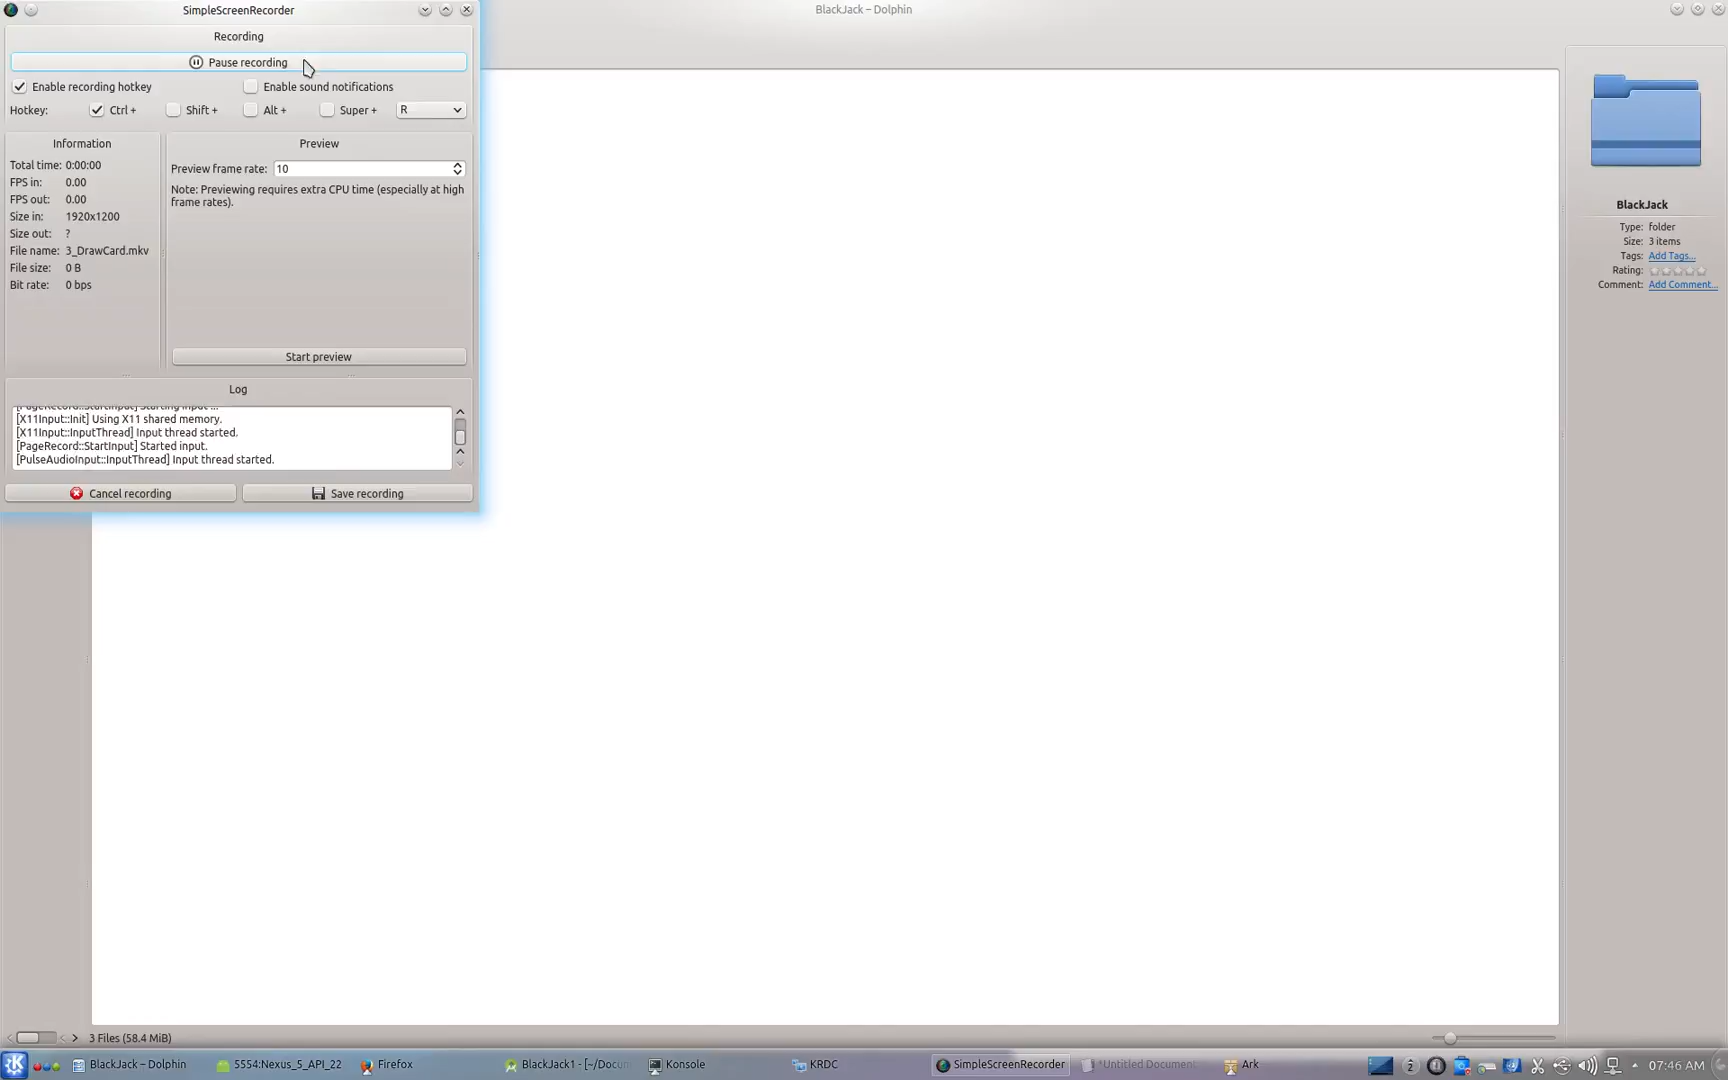 SimpleScreenRecorder
BlackJack – Dolphin
Recording
Pause recording
Enable recording hotkey
Enable sound notifications
Hotkey:
Ctrl +
Shift +
Alt +
Super +
R
Information
Total time: 0:00:00
FPS in: 0.00
FPS out: 0.00
Size in: 1920x1200
Size out: ?
File name: 3_DrawCard.mkv
File size: 0 B
Bit rate: 0 bps
Preview
Preview frame rate: 10
Note: Previewing requires extra CPU time (especially at high
frame rates).
Start preview
Log
[PageRecord::StartInput] Starting input ...
[X11Input::Init] Using X11 shared memory.
[X11Input::InputThread] Input thread started.
[PageRecord::StartInput] Started input.
[PulseAudioInput::InputThread] Input thread started.
Cancel recording
Save recording
BlackJack
Type: folder
Size: 3 items
Tags: Add Tags...
Rating:
Comment: Add Comment...
3 Files (58.4 MiB)
BlackJack – Dolphin
5554:Nexus_5_API_22
Firefox
BlackJack1 - [~/Docum
Konsole
KRDC
SimpleScreenRecorder
*Untitled Document
Ark
2
07:46 AM